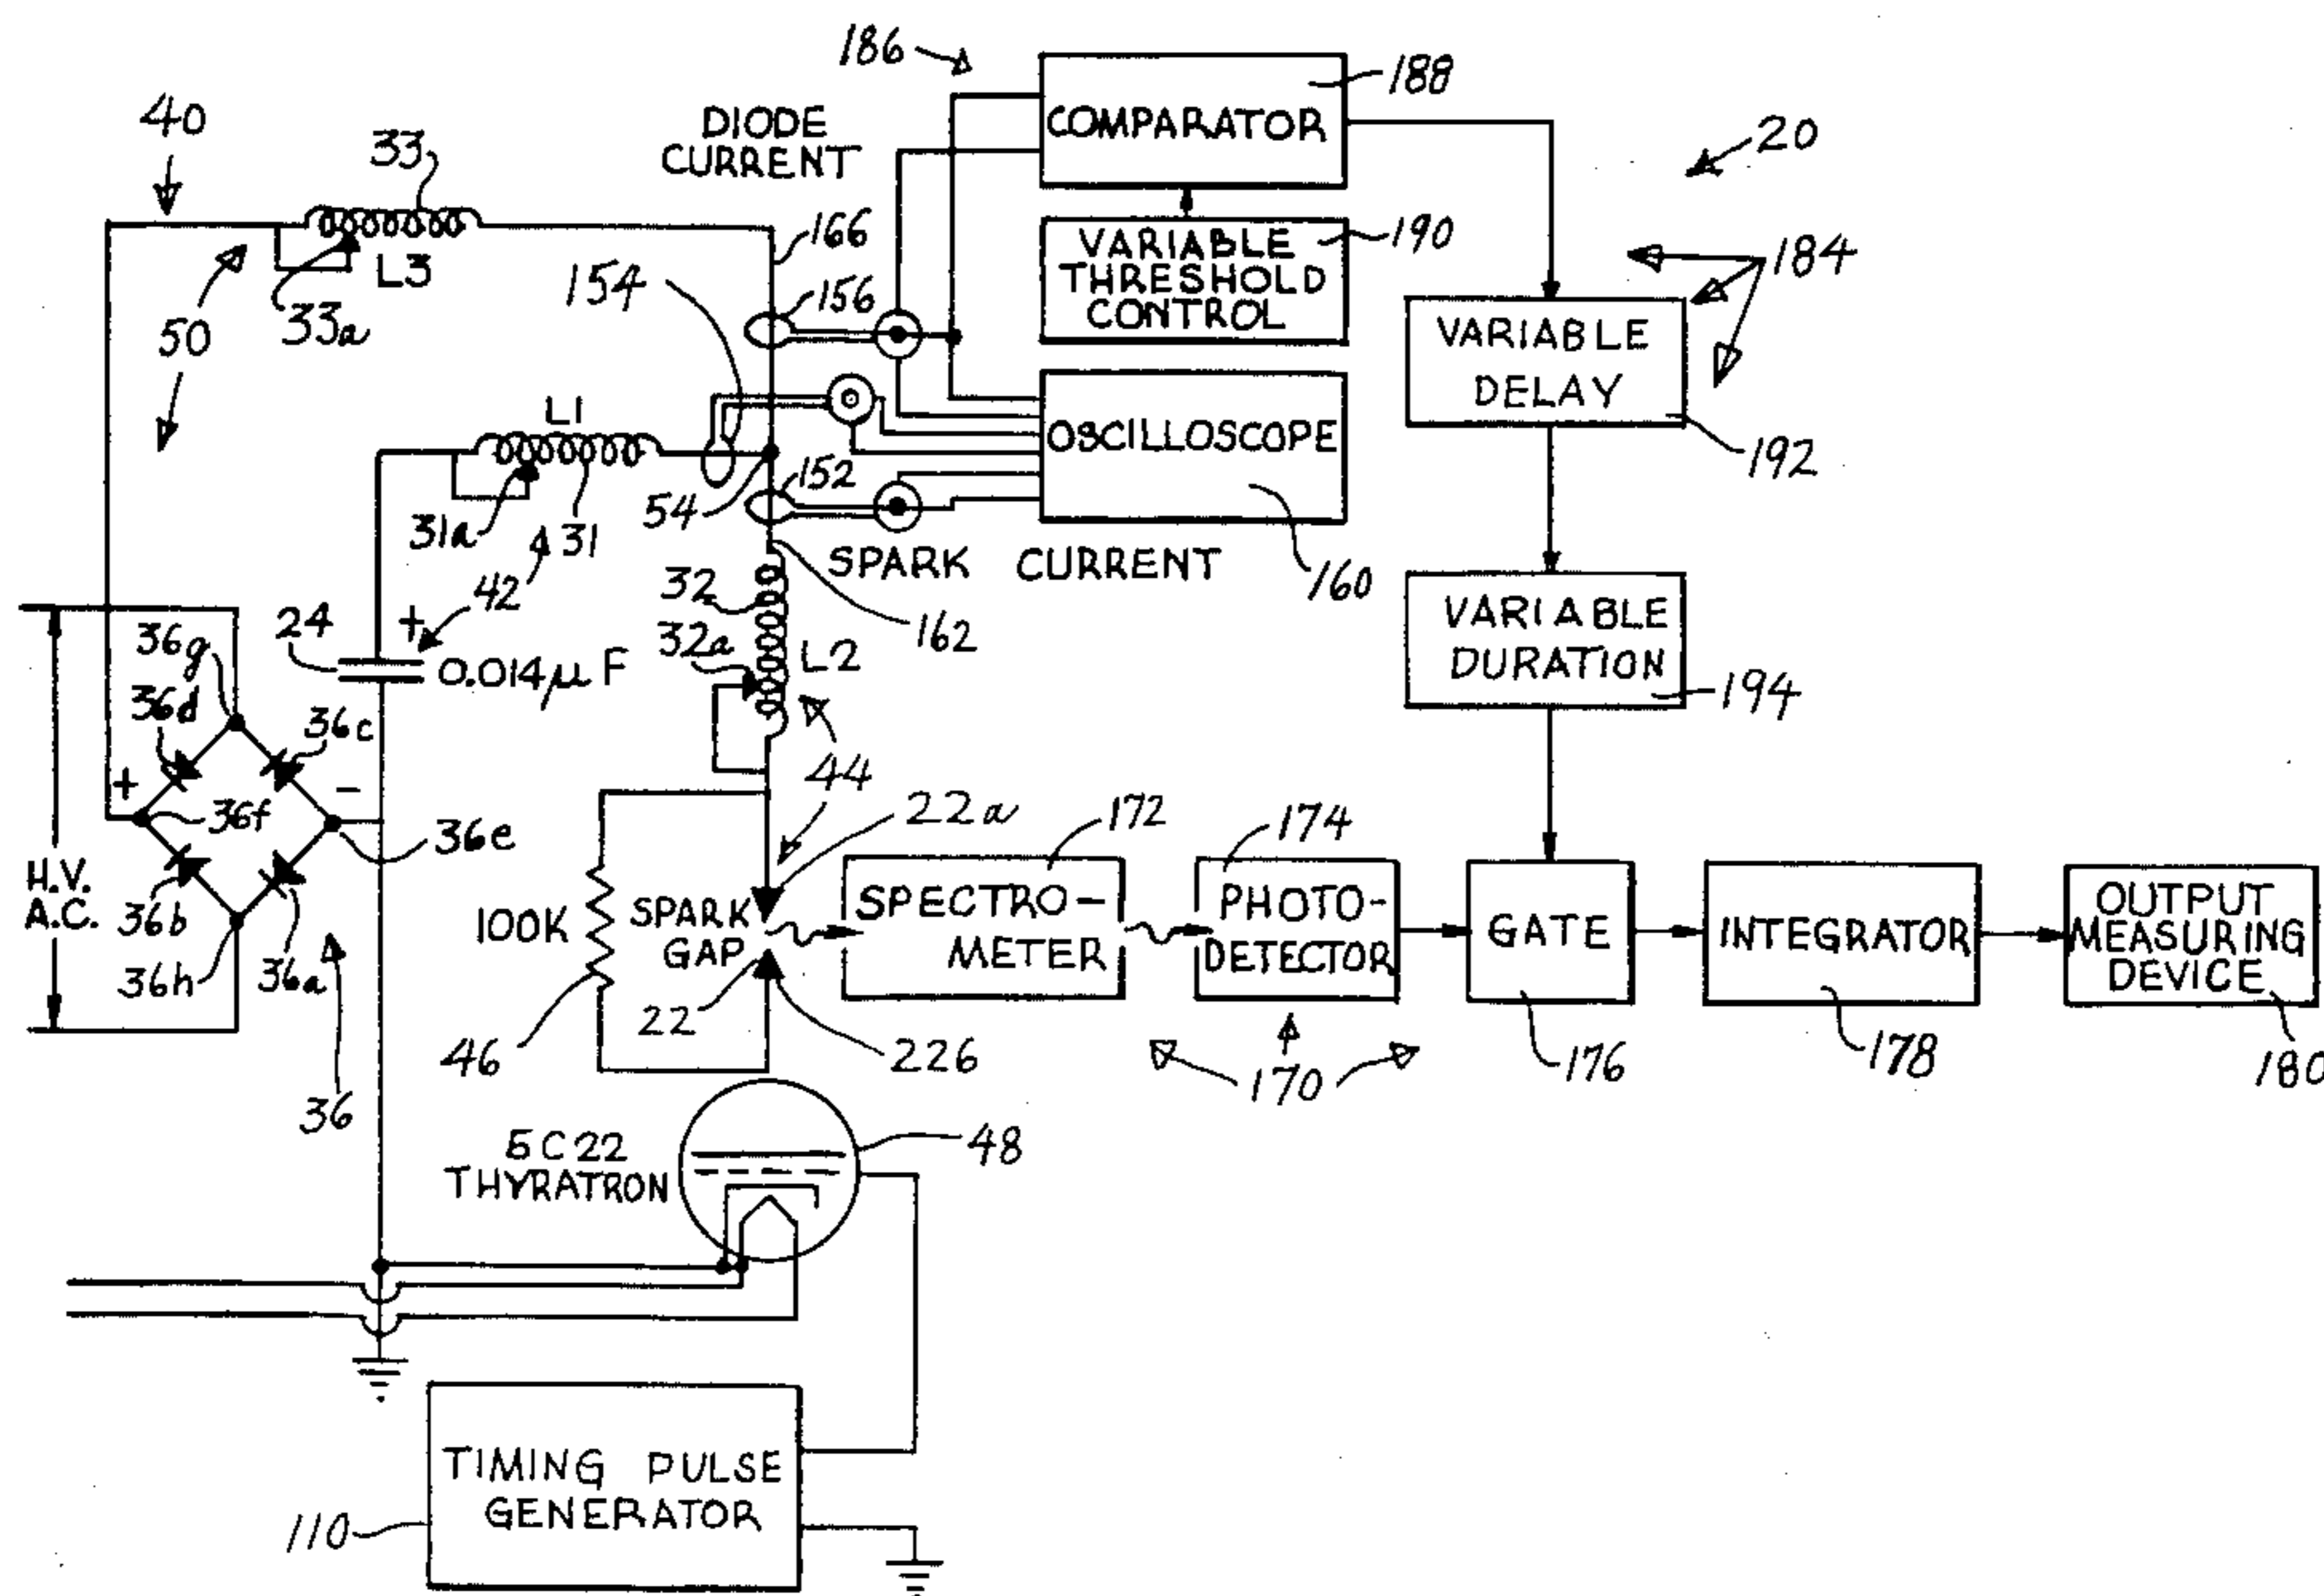 186
188
COMPARATOR
40
33
DIODE
CURRENT
20
166
VARIABLE
THRESHOLD
CONTROL
190
184
154
156
L3
33a
50
VARIABLE
DELAY
192
L1
OSCILLOSCOPE
152
54
31a
31
42
SPARK CURRENT
160
162
32
32a
L2
VARIABLE
DURATION
194
24
+
0.014 μF
36g
36d
36c
+
-
36f
36e
44
22a
172
174
H.V.
A.C.
36b
36h
36a
36
100K
46
SPARK
GAP
22
226
SPECTRO-
METER
PHOTO-
DETECTOR
GATE
INTEGRATOR
OUTPUT
MEASURING
DEVICE
170
176
178
180
5C22
THYRATRON
48
TIMING PULSE
GENERATOR
110